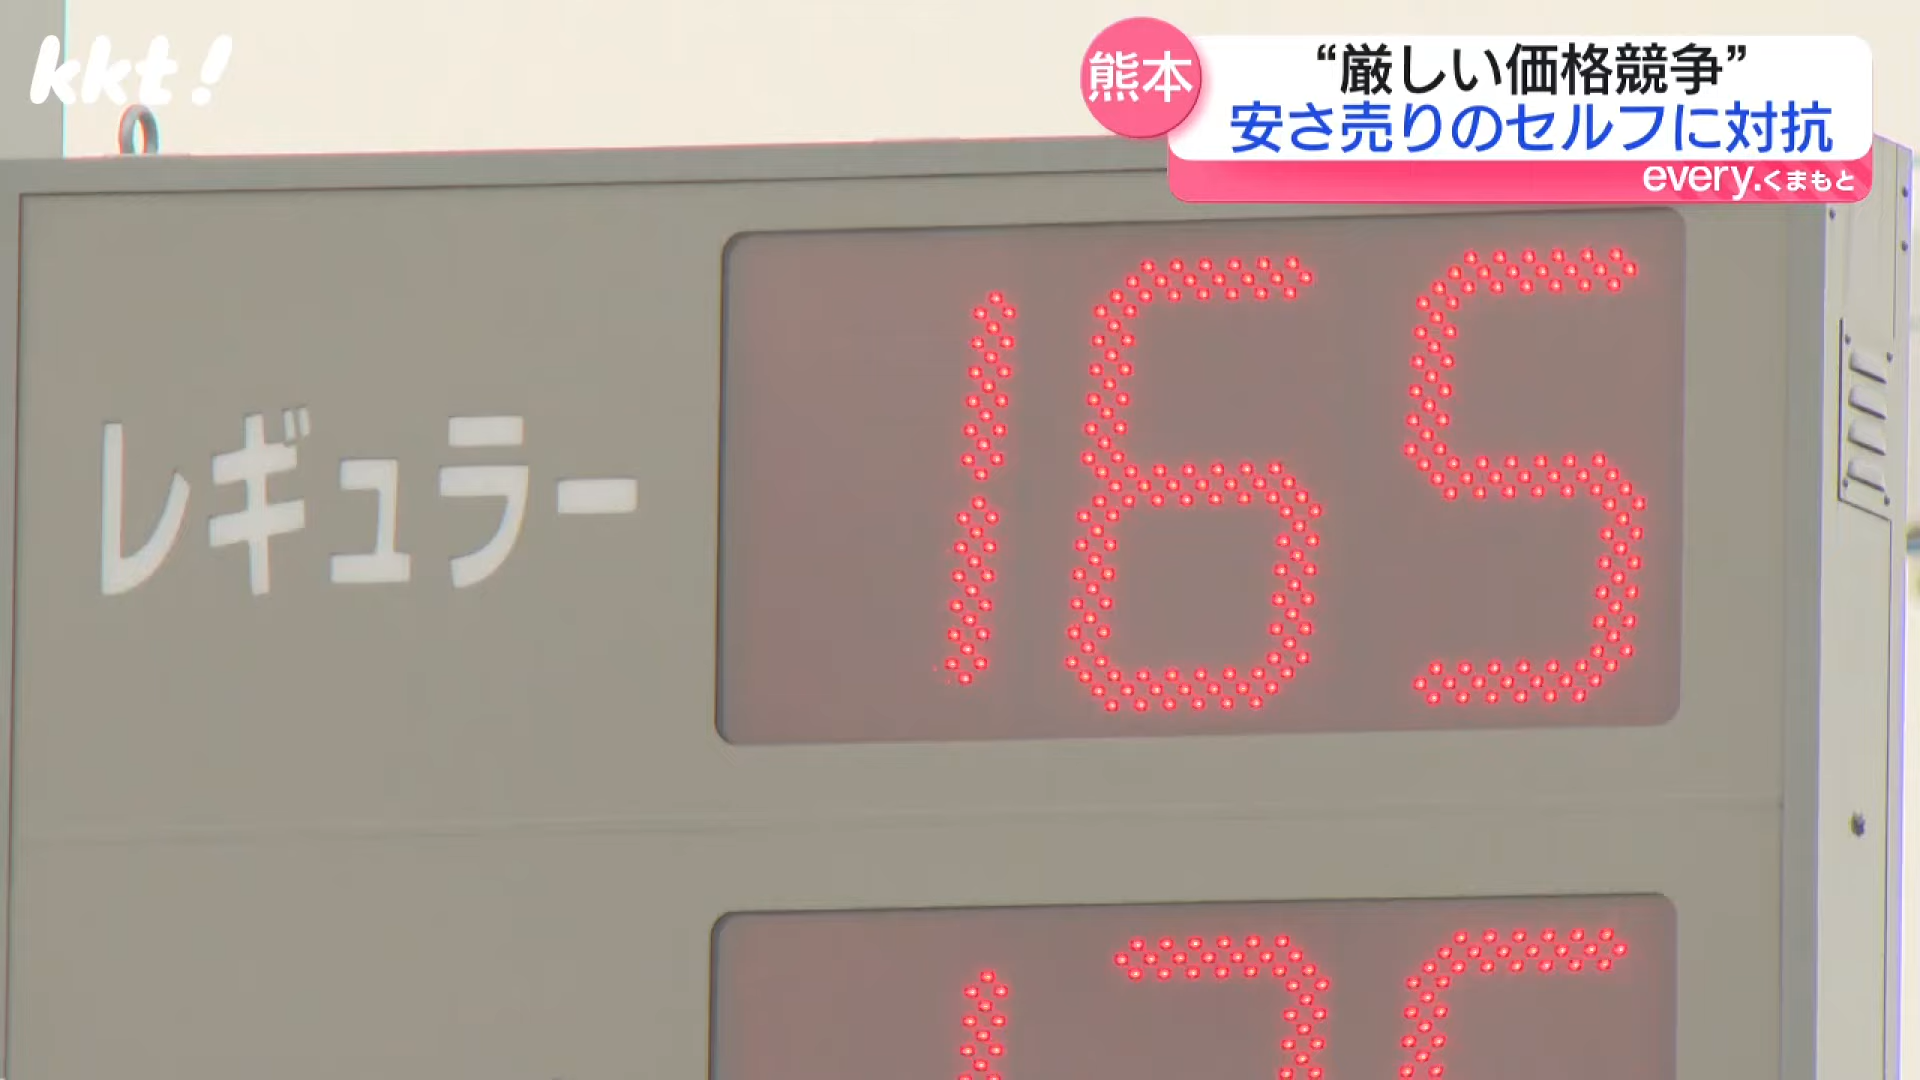 kkt!
熊本
“厳しい価格競争”
安さ売りのセルフに対抗
every.くまもと
レギュラー 165